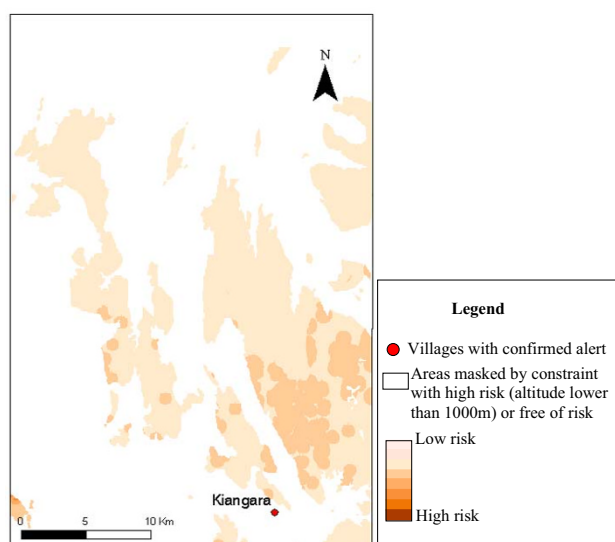 N
Kiangara
0 5 10 Km
Legend
Villages with confirmed alert
Areas masked by constraint
with high risk (altitude lower
than 1000m) or free of risk
Low risk
High risk